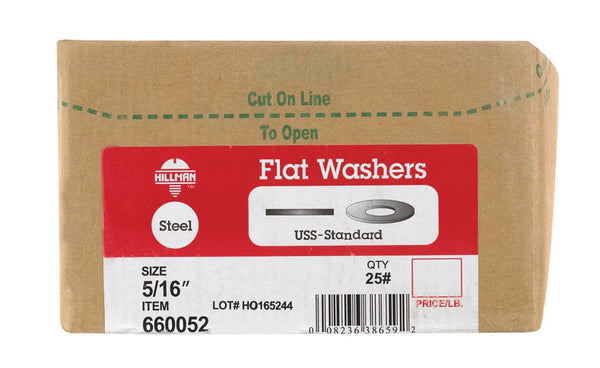 Cut On Line
To Open
HILLMAN
TM
Flat Washers
Steel
USS-Standard
SIZE
5/16"
ITEM
660052
LOT# HO165244
QTY
25#
PRICE/LB.
0 08236 38659 2